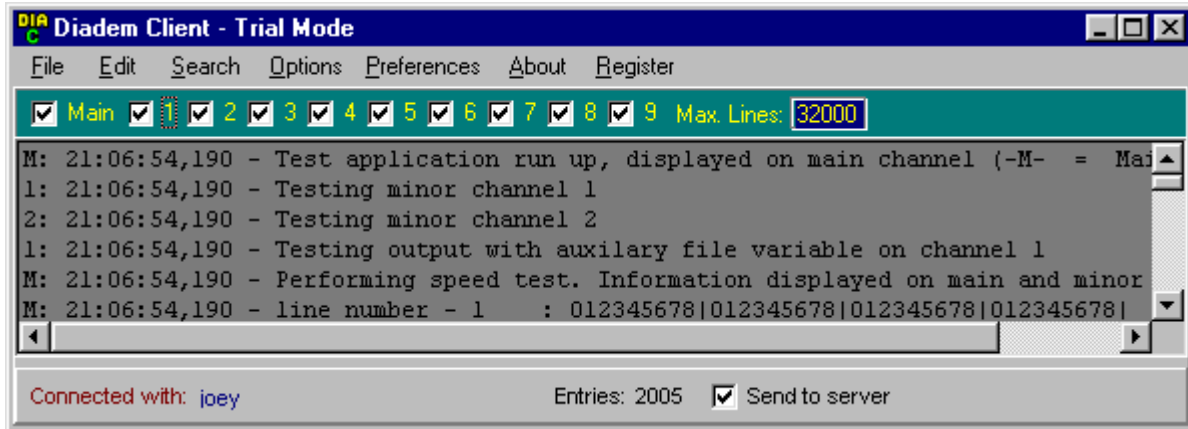 DIA C Diadem Client - Trial Mode
File Edit Search Options Preferences About Register
Main 1 2 3 4 5 6 7 8 9 Max. Lines: 32000
M: 21:06:54,190 - Test application run up, displayed on main channel (-M- = Mai
1: 21:06:54,190 - Testing minor channel 1
2: 21:06:54,190 - Testing minor channel 2
1: 21:06:54,190 - Testing output with auxilary file variable on channel 1
M: 21:06:54,190 - Performing speed test. Information displayed on main and minor
M: 21:06:54,190 - line number - 1 : 012345678|012345678|012345678|012345678|
Connected with: joey Entries: 2005 Send to server